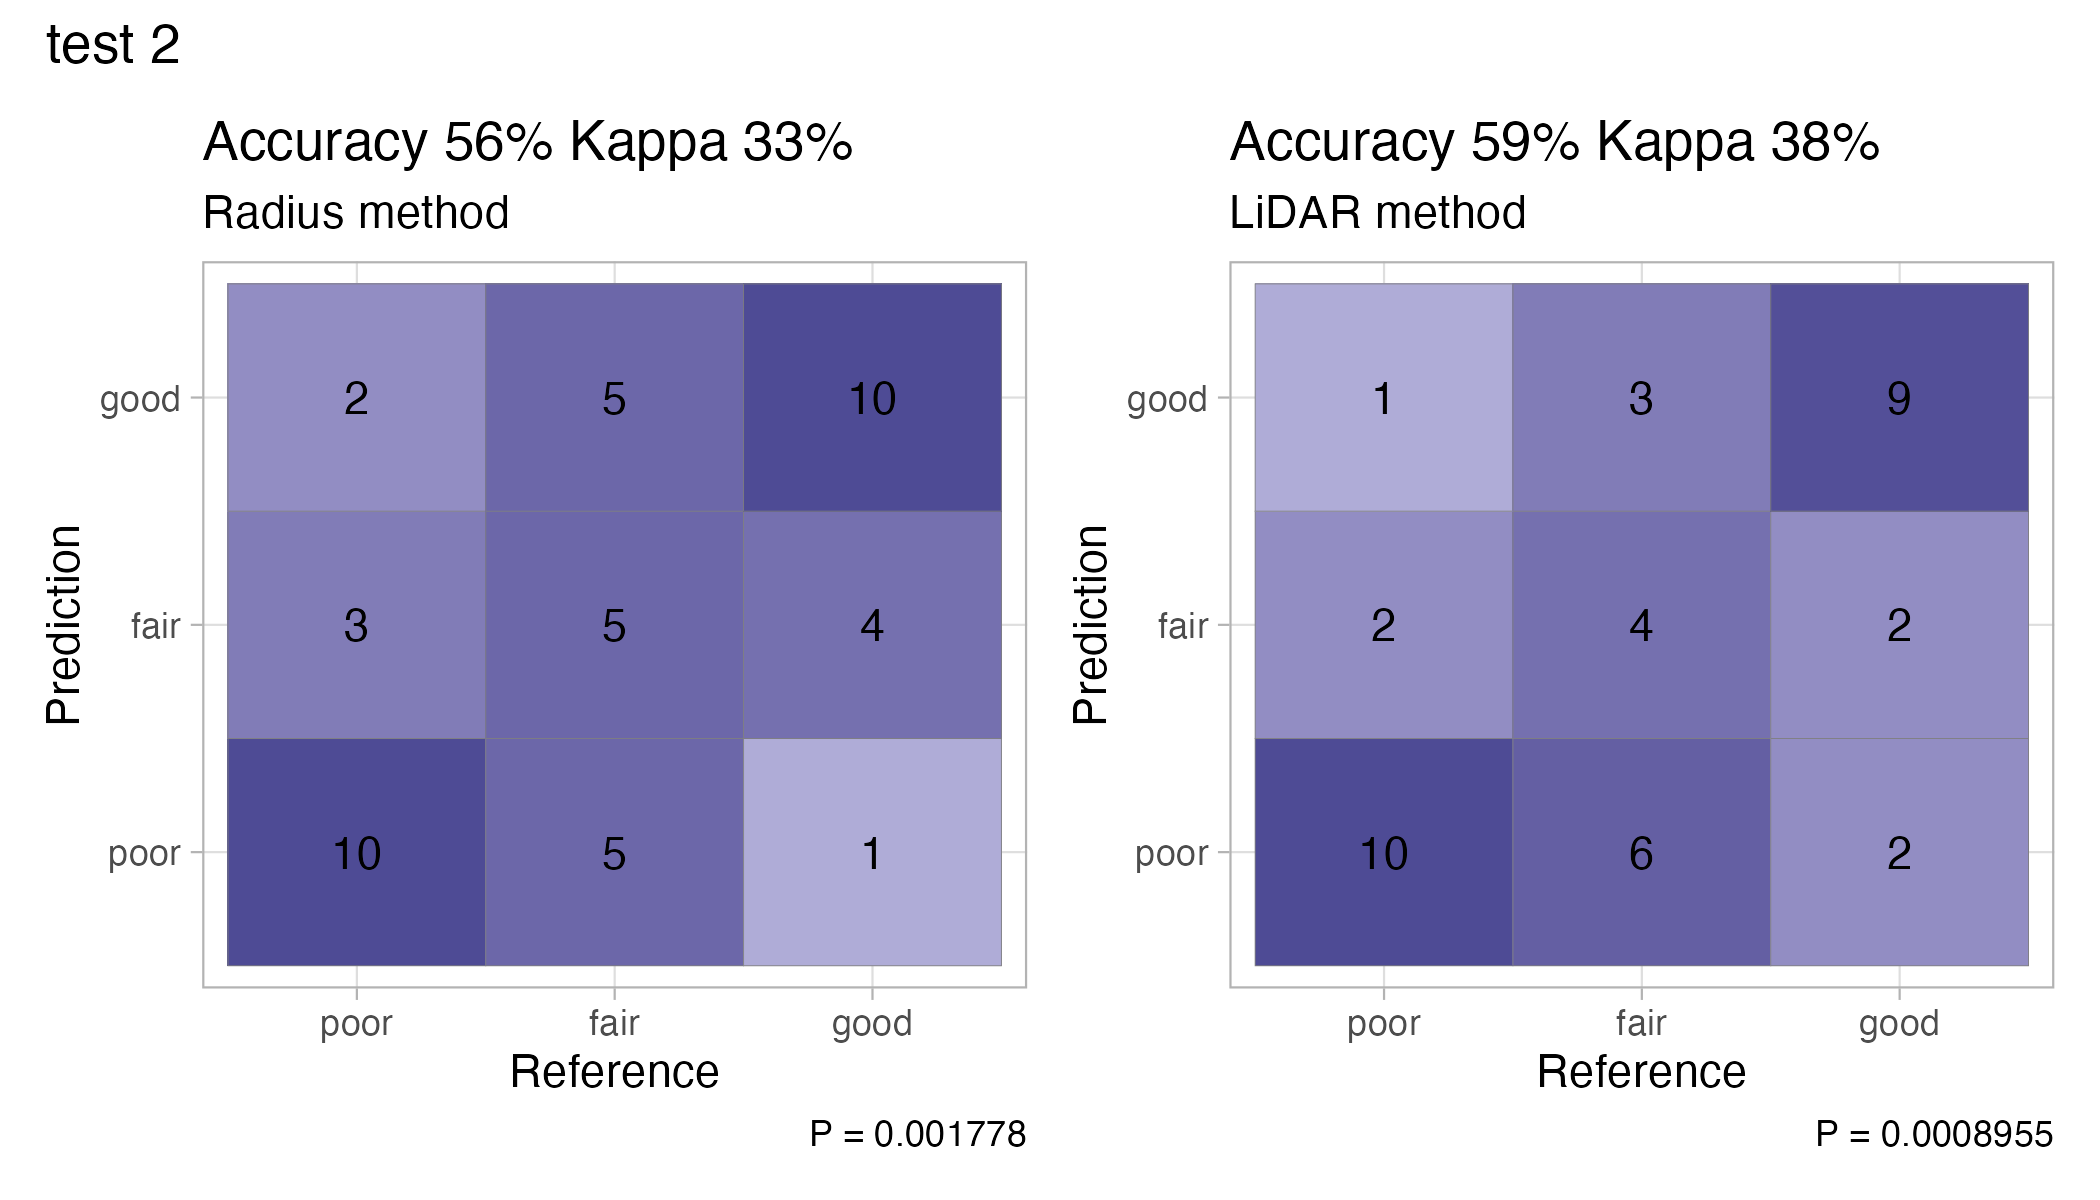 test 2
Accuracy 56% Kappa 33%
Radius method
good
2
5
10
fair
3
5
4
poor
10
5
1
poor
fair
good
Prediction
Reference
P = 0.001778
Accuracy 59% Kappa 38%
LiDAR method
good
1
3
9
fair
2
4
2
poor
10
6
2
poor
fair
good
Prediction
Reference
P = 0.0008955